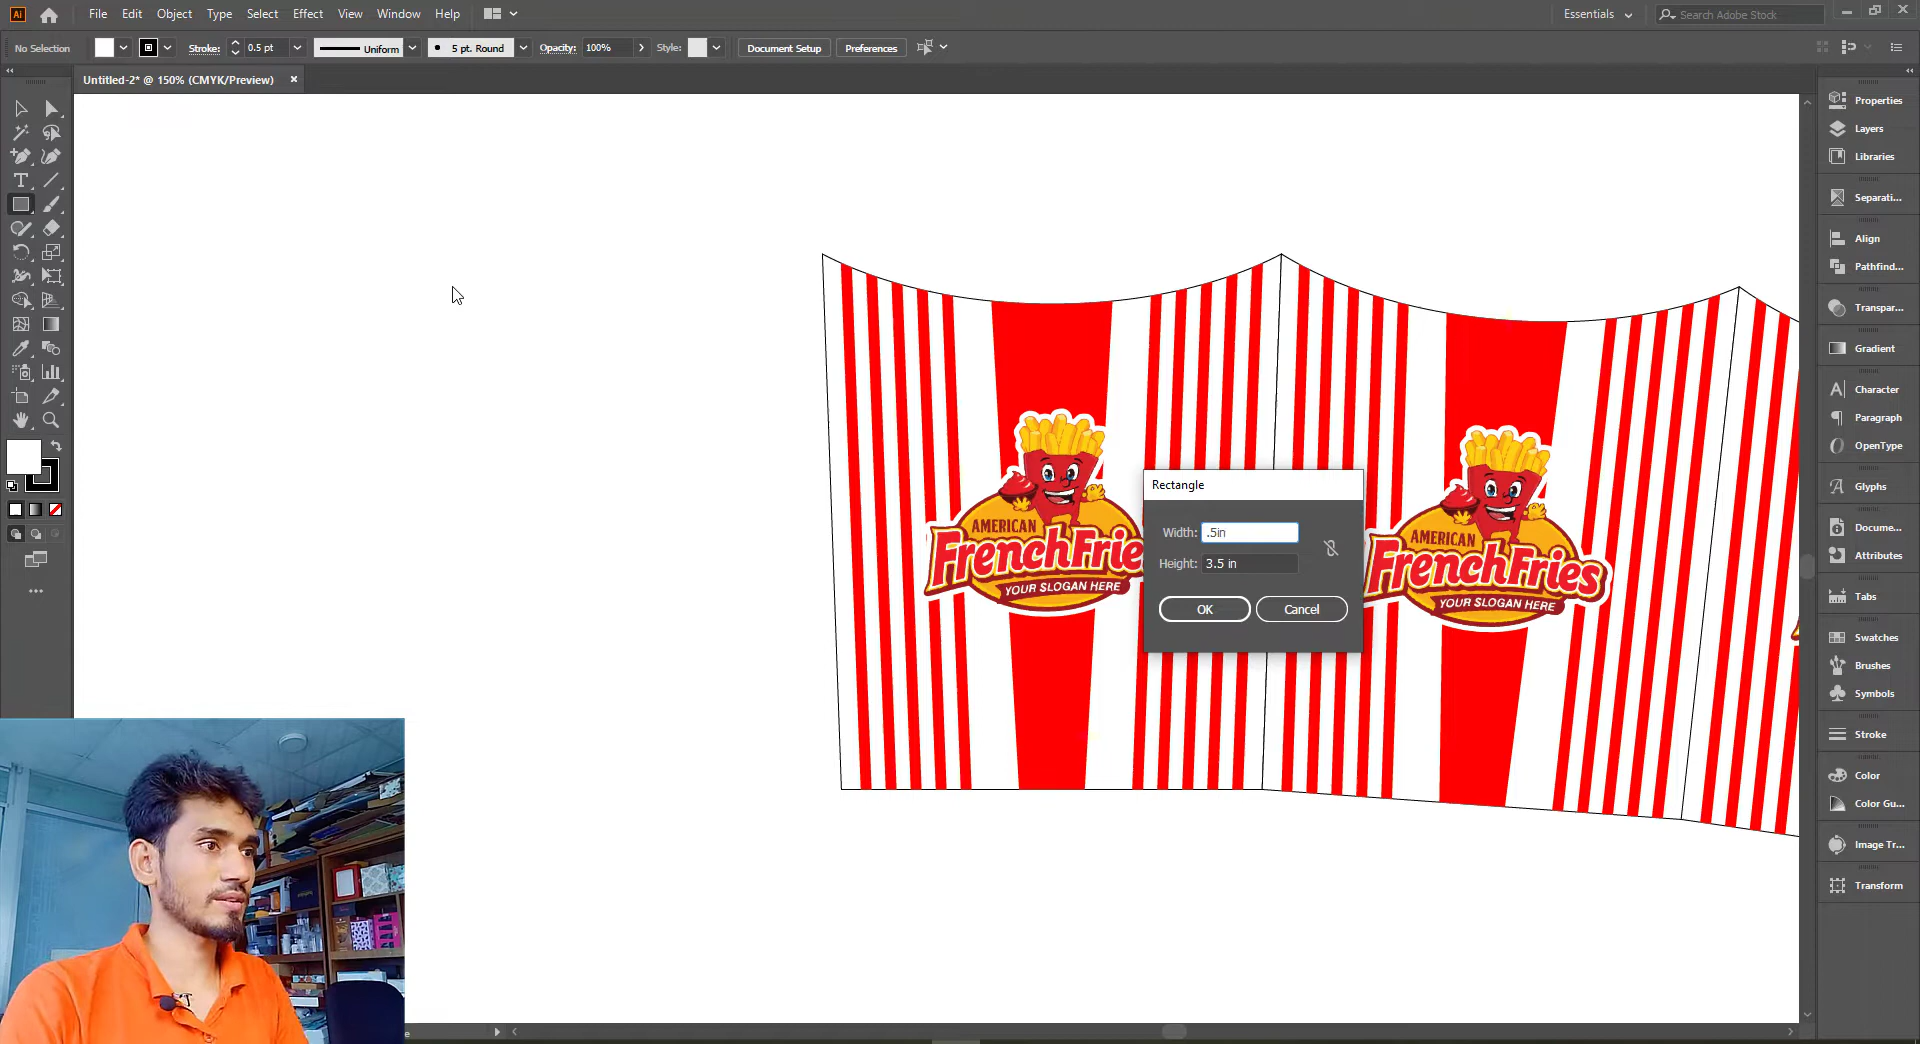 Ai File Edit Object Type Select Effect View Window Help Essentials Search Adobe Stock
No Selection Stroke: 0.5 pt Uniform 5 pt. Round Opacity: 100% Style: Document Setup Preferences
Untitled-2* @ 150% (CMYK/Preview)
Properties
Layers
Libraries
Separati...
Align
Pathfind...
Transpar...
Gradient
Character
Paragraph
OpenType
Glyphs
Docume...
Attributes
Tabs
Swatches
Brushes
Symbols
Stroke
Color
Color Gu...
Image Tr...
Transform
AMERICAN
FrenchFrie
YOUR SLOGAN HERE
Rectangle
Width: .5in
Height: 3.5 in
OK Cancel
AMERICAN
FrenchFries
YOUR SLOGAN HERE